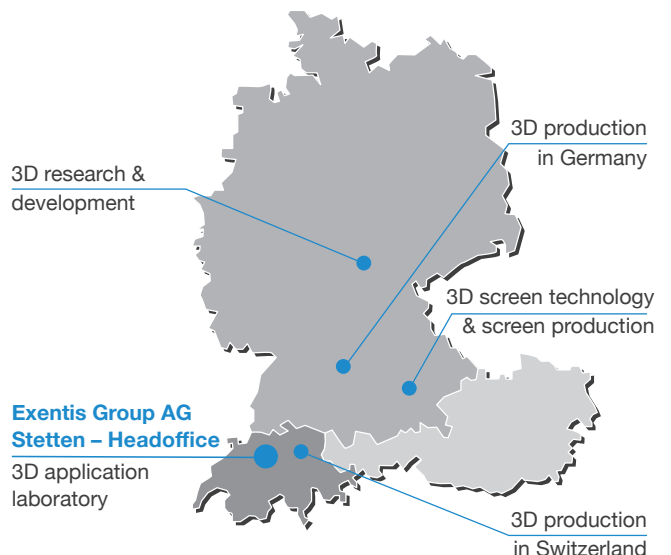 3D production
in Germany
3D research &
development
3D screen technology
& screen production
Exentis Group AG
Stetten – Headoffice
3D application
laboratory
3D production
in Switzerland